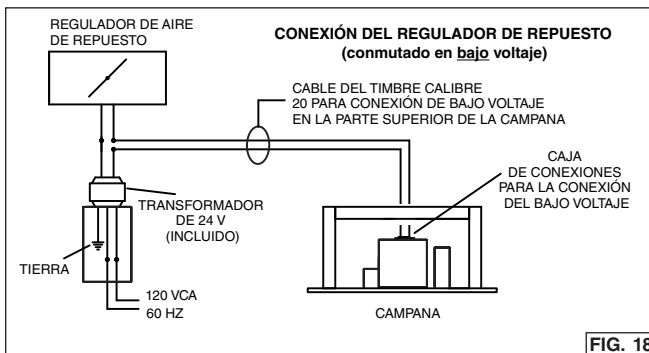 REGULADOR DE AIRE
DE REPUESTO
CONEXIÓN DEL REGULADOR DE REPUESTO
(conmutado en bajo voltaje)
CABLE DEL TIMBRE CALIBRE
20 PARA CONEXIÓN DE BAJO VOLTAJE
EN LA PARTE SUPERIOR DE LA CAMPANA
CAJA
DE CONEXIONES
PARA LA CONEXIÓN
DEL BAJO VOLTAJE
TRANSFORMADOR
DE 24 V
(INCLUIDO)
TIERRA
120 VCA
60 HZ
CAMPANA
FIG. 18